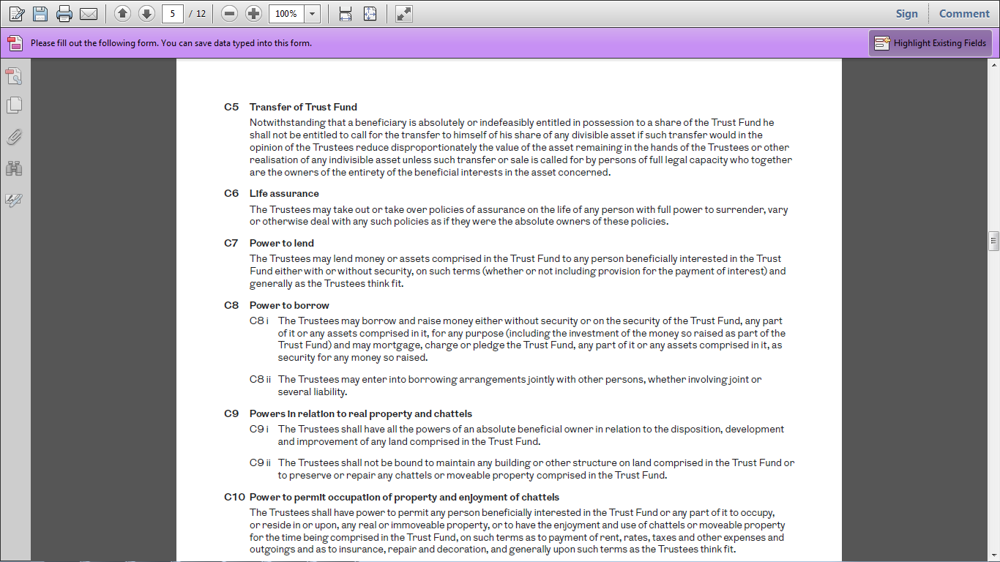 5 / 12 100% Sign Comment
Please fill out the following form. You can save data typed into this form. Highlight Existing Fields
C5 Transfer of Trust Fund
Notwithstanding that a beneficiary is absolutely or indefeasibly entitled in possession to a share of the Trust Fund he
shall not be entitled to call for the transfer to himself of his share of any divisible asset if such transfer would in the
opinion of the Trustees reduce disproportionately the value of the asset remaining in the hands of the Trustees or other
realisation of any indivisible asset unless such transfer or sale is called for by persons of full legal capacity who together
are the owners of the entirety of the beneficial interests in the asset concerned.
C6 Life assurance
The Trustees may take out or take over policies of assurance on the life of any person with full power to surrender, vary
or otherwise deal with any such policies as if they were the absolute owners of these policies.
C7 Power to lend
The Trustees may lend money or assets comprised in the Trust Fund to any person beneficially interested in the Trust
Fund either with or without security, on such terms (whether or not including provision for the payment of interest) and
generally as the Trustees think fit.
C8 Power to borrow
C8 i The Trustees may borrow and raise money either without security or on the security of the Trust Fund, any part
of it or any assets comprised in it, for any purpose (including the investment of the money so raised as part of the
Trust Fund) and may mortgage, charge or pledge the Trust Fund, any part of it or any assets comprised in it, as
security for any money so raised.
C8 ii The Trustees may enter into borrowing arrangements jointly with other persons, whether involving joint or
several liability.
C9 Powers in relation to real property and chattels
C9 i The Trustees shall have all the powers of an absolute beneficial owner in relation to the disposition, development
and improvement of any land comprised in the Trust Fund.
C9 ii The Trustees shall not be bound to maintain any building or other structure on land comprised in the Trust Fund or
to preserve or repair any chattels or moveable property comprised in the Trust Fund.
C10 Power to permit occupation of property and enjoyment of chattels
The Trustees shall have power to permit any person beneficially interested in the Trust Fund or any part of it to occupy,
or reside in or upon, any real or immoveable property, or to have the enjoyment and use of chattels or moveable property
for the time being comprised in the Trust Fund, on such terms as to payment of rent, rates, taxes and other expenses and
outgoings and as to insurance, repair and decoration, and generally upon such terms as the Trustees think fit.